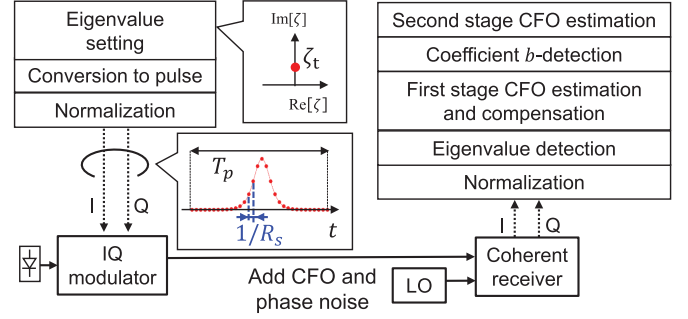 Eigenvalue
setting
Conversion to pulse
Normalization
Im[ζ]
ζt
Re[ζ]
Tp
1/Rs
t
I
Q
IQ
modulator
Add CFO and
phase noise
LO
Coherent
receiver
I
Q
Second stage CFO estimation
Coefficient b-detection
First stage CFO estimation
and compensation
Eigenvalue detection
Normalization